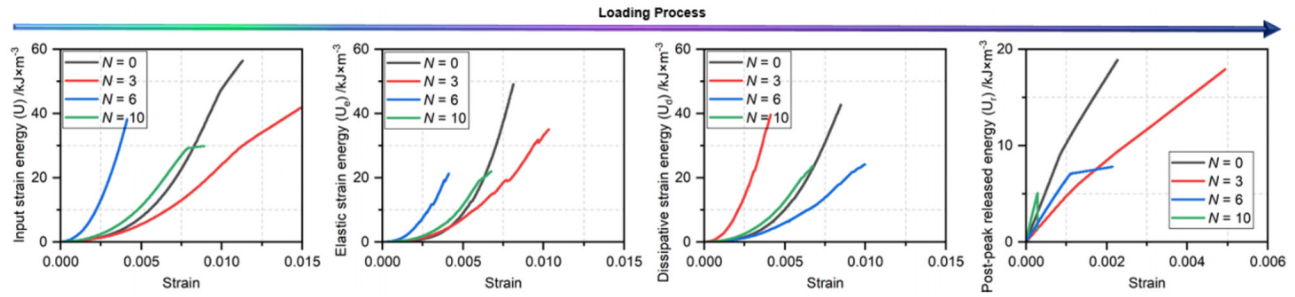 Loading Process
Input strain energy (U) /kJ×m⁻³
60
40
20
0
N = 0
N = 3
N = 6
N = 10
0.000 0.005 0.010 0.015
Strain
Elastic strain energy (Uₑ) /kJ×m⁻³
60
40
20
0
N = 0
N = 3
N = 6
N = 10
0.000 0.005 0.010 0.015
Strain
Dissipative strain energy (U_d) /kJ×m⁻³
60
40
20
0
N = 0
N = 3
N = 6
N = 10
0.000 0.005 0.010 0.015
Strain
Post-peak released energy (Uᵣ) /kJ×m⁻³
20
10
0
N = 0
N = 3
N = 6
N = 10
0.000 0.002 0.004 0.006
Strain